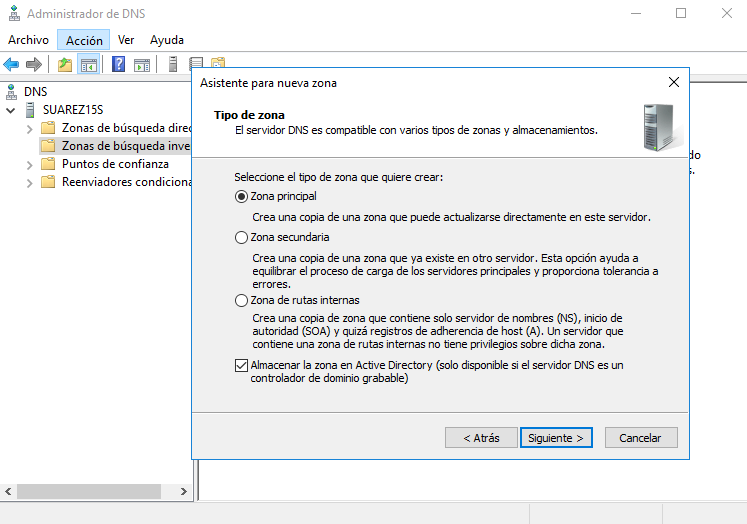 Administrador de DNS
Archivo Acción Ver Ayuda
DNS
SUAREZ15S
Zonas de búsqueda direc
Zonas de búsqueda inve
Puntos de confianza
Reenviadores condiciona
Asistente para nueva zona
Tipo de zona
El servidor DNS es compatible con varios tipos de zonas y almacenamientos.
Seleccione el tipo de zona que quiere crear:
Zona principal
Crea una copia de una zona que puede actualizarse directamente en este servidor.
Zona secundaria
Crea una copia de una zona que ya existe en otro servidor. Esta opción ayuda a
equilibrar el proceso de carga de los servidores principales y proporciona tolerancia a
errores.
Zona de rutas internas
Crea una copia de zona que contiene solo servidor de nombres (NS), inicio de
autoridad (SOA) y quizá registros de adherencia de host (A). Un servidor que
contiene una zona de rutas internas no tiene privilegios sobre dicha zona.
Almacenar la zona en Active Directory (solo disponible si el servidor DNS es un
controlador de dominio grabable)
< Atrás Siguiente > Cancelar
do
s.